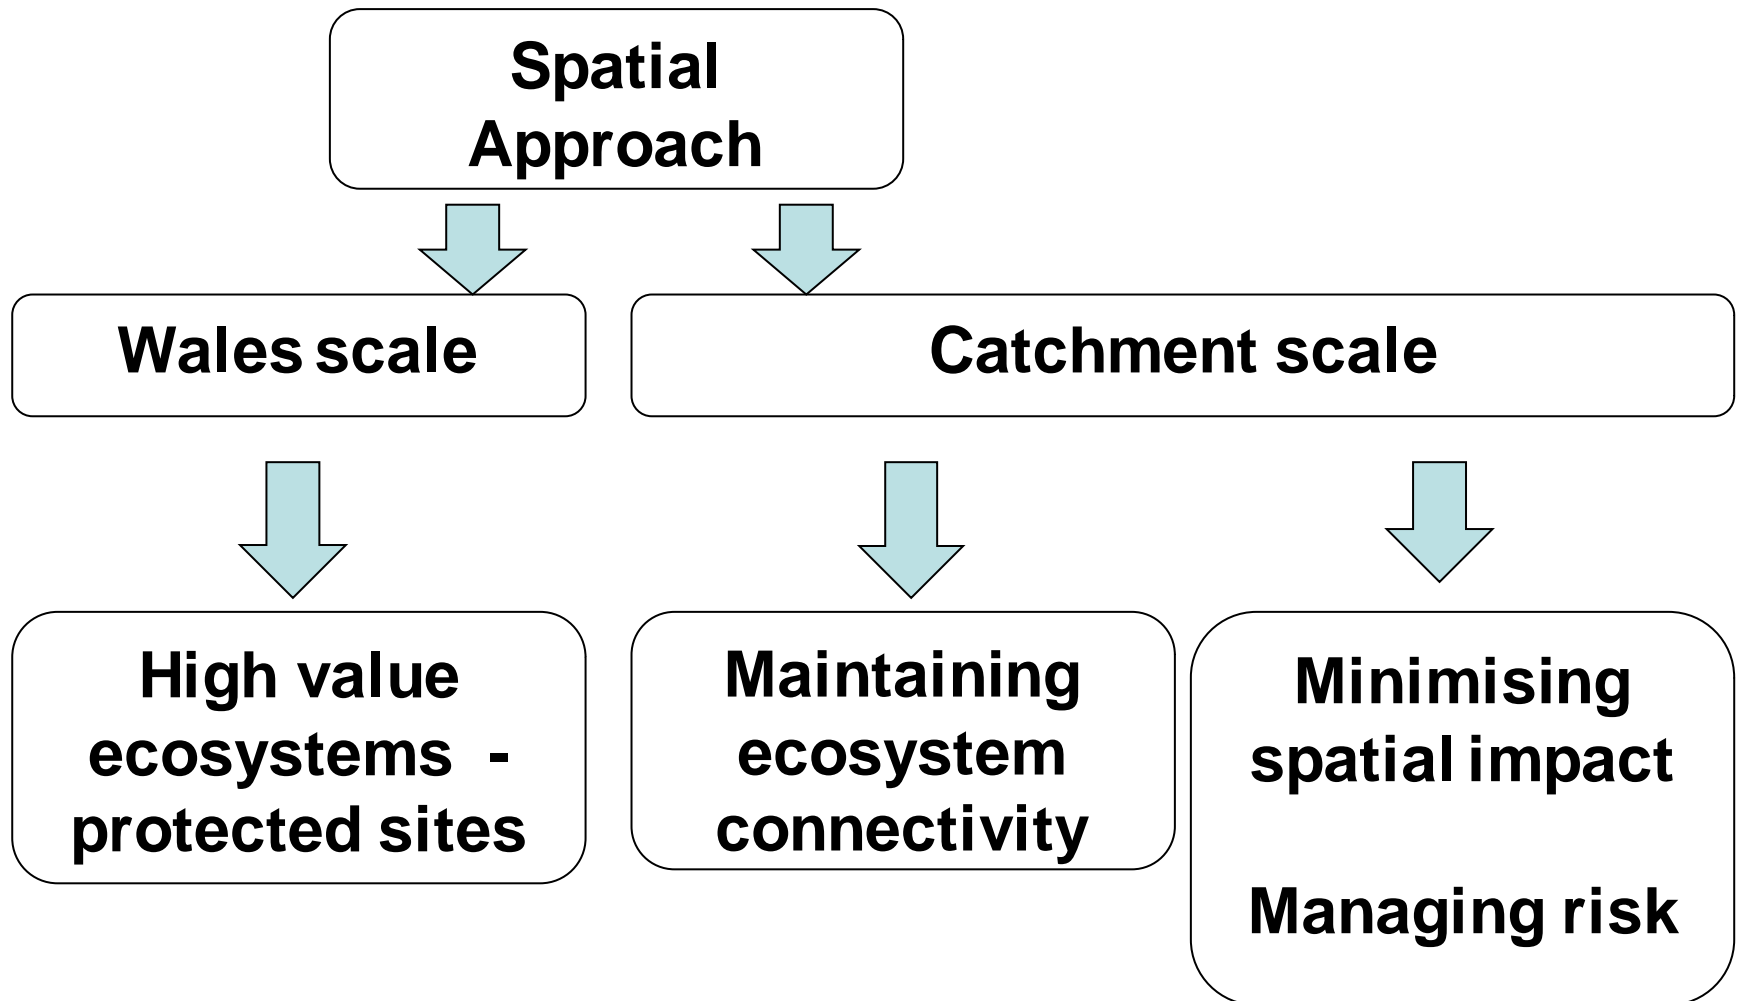 Spatial
Approach
Wales scale
Catchment scale
High value
ecosystems -
protected sites
Maintaining
ecosystem
connectivity
Minimising
spatial impact
Managing risk